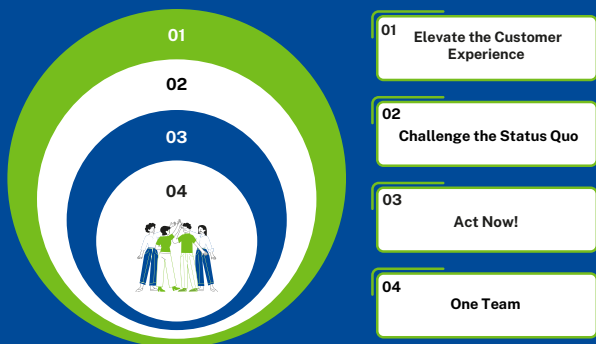 01
02
03
04
01
Elevate the Customer
Experience
02
Challenge the Status Quo
03
Act Now!
04
One Team